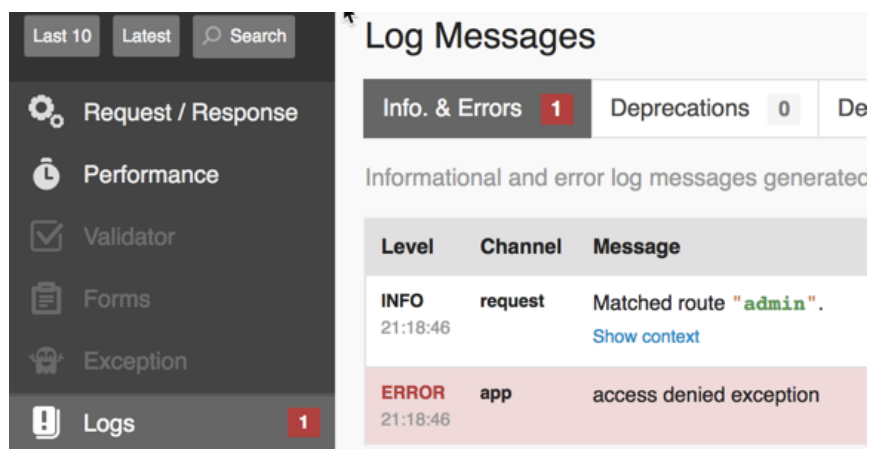 Last 10 Latest Search
Request / Response
Performance
Validator
Forms
Exception
Logs 1
Log Messages
Info. & Errors 1 Deprecations 0 De
Informational and error log messages generated
Level Channel Message
INFO request Matched route "admin".
21:18:46 Show context
ERROR app access denied exception
21:18:46